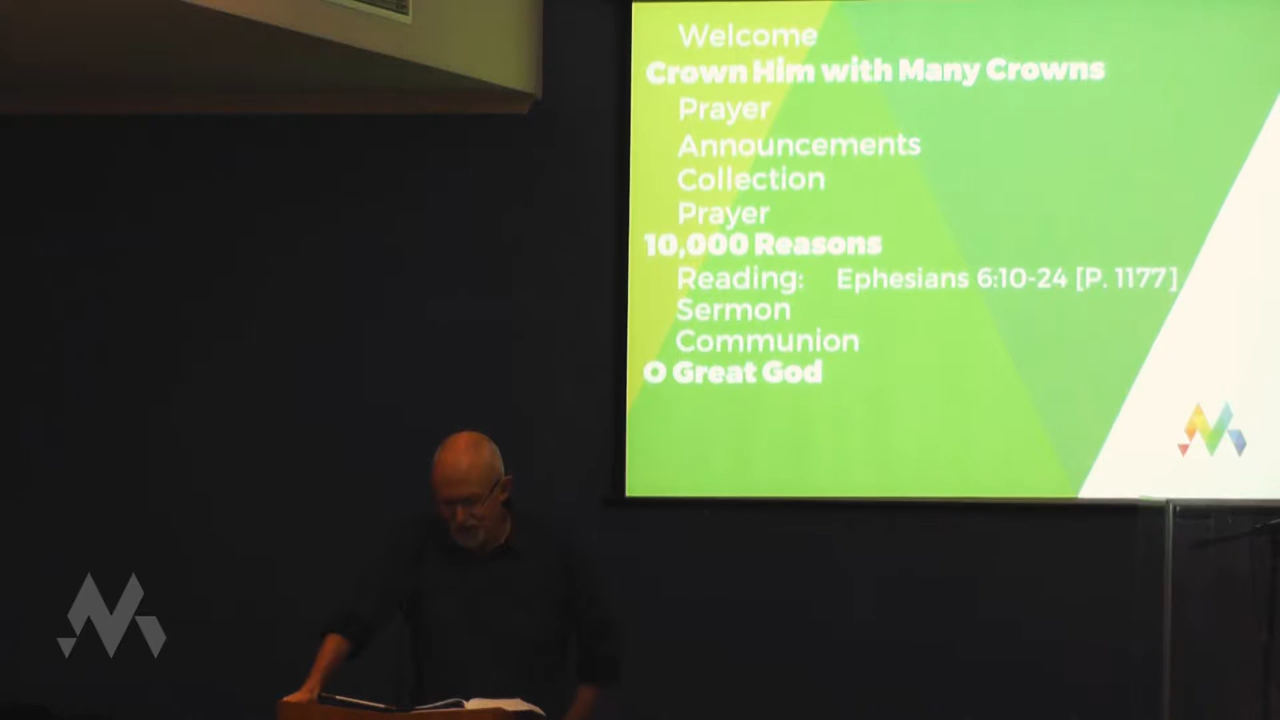 Welcome
Crown Him with Many Crowns
Prayer
Announcements
Collection
Prayer
10,000 Reasons
Reading: Ephesians 6:10-24 [P. 1177]
Sermon
Communion
O Great God